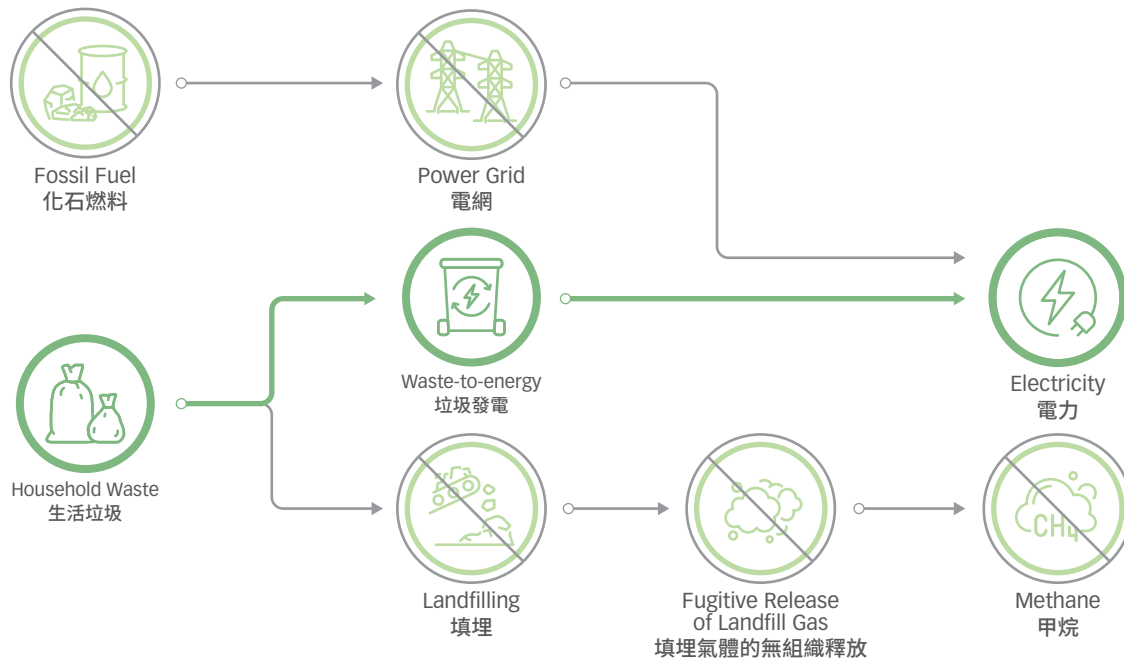 Fossil Fuel
化石燃料
Power Grid
電網
Waste-to-energy
垃圾發電
Electricity
電力
Household Waste
生活垃圾
CH4
Landfilling
填埋
Fugitive Release
of Landfill Gas
填埋氣體的無組織釋放
Methane
甲烷